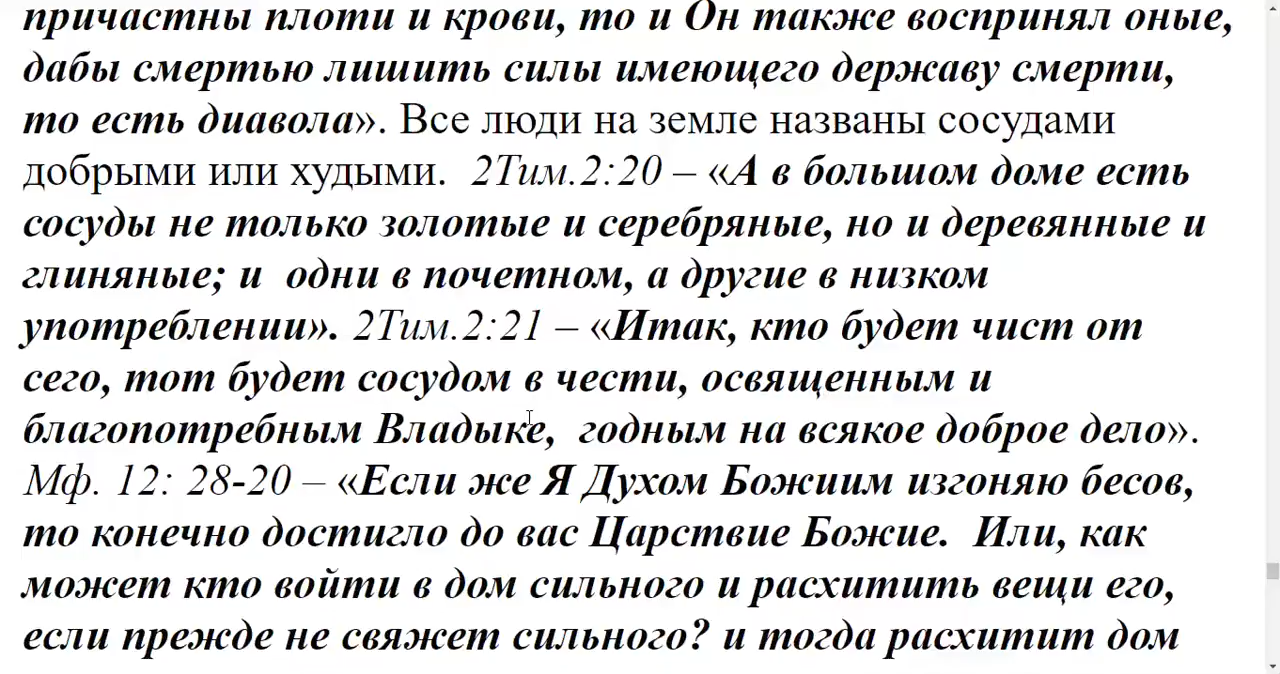 причастны плоти и крови, то и Он также воспринял оные,
дабы смертью лишить силы имеющего державу смерти,
то есть диавола». Все люди на земле названы сосудами
добрыми или худыми. 2Тим.2:20 – «А в большом доме есть
сосуды не только золотые и серебряные, но и деревянные и
глиняные; и одни в почетном, а другие в низком
употреблении». 2Тим.2:21 – «Итак, кто будет чист от
сего, тот будет сосудом в чести, освященным и
благопотребным Владыке, годным на всякое доброе дело».
Мф. 12: 28-20 – «Если же Я Духом Божиим изгоняю бесов,
то конечно достигло до вас Царствие Божие. Или, как
может кто войти в дом сильного и расхитить вещи его,
если прежде не свяжет сильного? и тогда расхитит дом